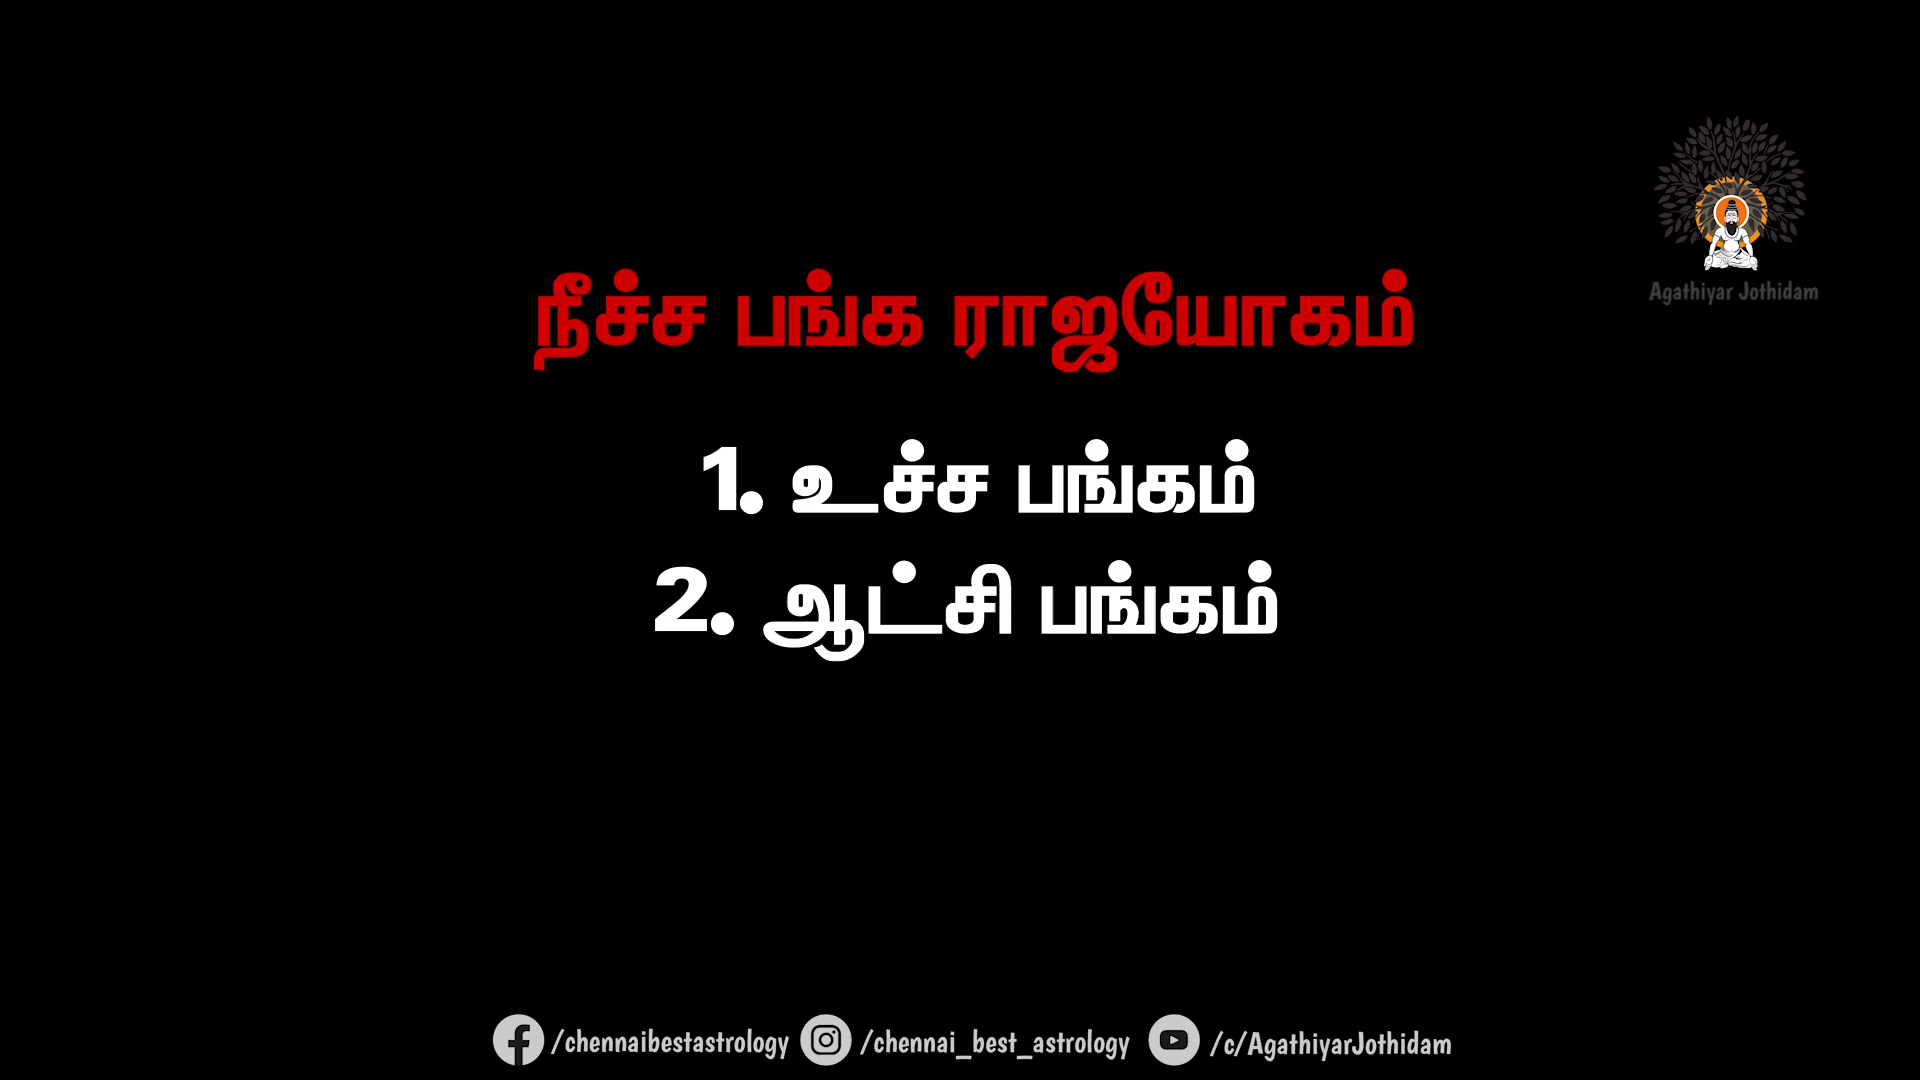 நீச்ச பங்க ராஜயோகம்
1. உச்ச பங்கம்
2. ஆட்சி பங்கம்
Agathiyar Jothidam
/chennaibestastrology /chennai_best_astrology /c/AgathiyarJothidam